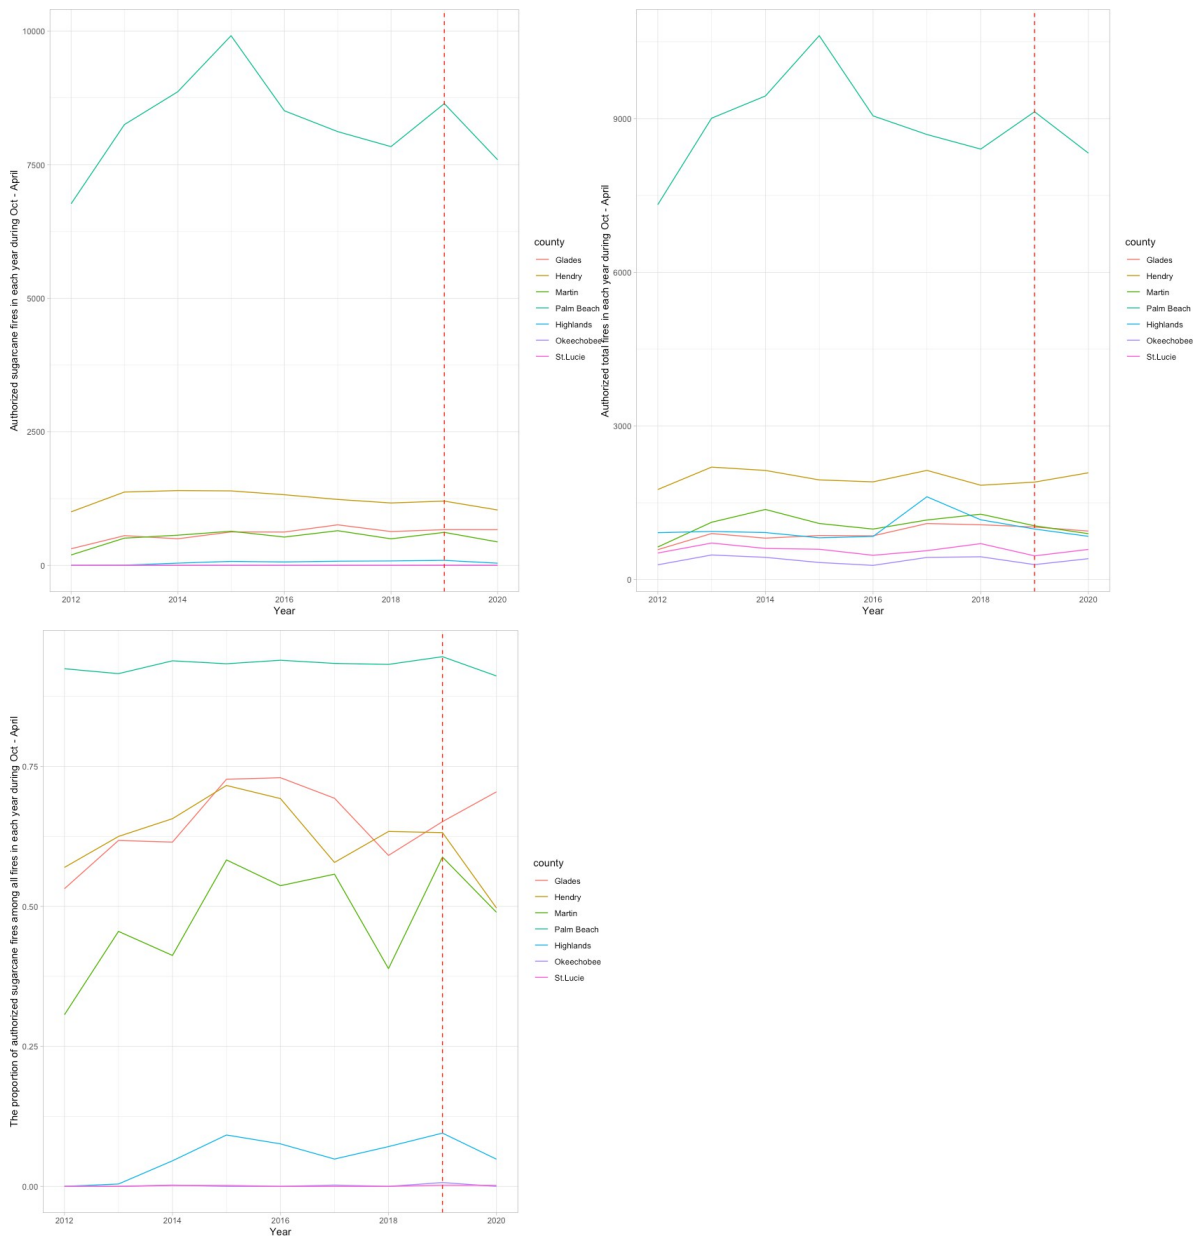 Authorized sugarcane fires in each year during Oct - April
10000
7500
5000
2500
0
2012
2014
2016
2018
2020
Year
county
Glades
Hendry
Martin
Palm Beach
Highlands
Okeechobee
St.Lucie
Authorized total fires in each year during Oct - April
9000
6000
3000
0
2012
2014
2016
2018
2020
Year
county
Glades
Hendry
Martin
Palm Beach
Highlands
Okeechobee
St.Lucie
The proportion of authorized sugarcane fires among all fires in each year during Oct - April
0.75
0.50
0.25
0.00
2012
2014
2016
2018
2020
Year
county
Glades
Hendry
Martin
Palm Beach
Highlands
Okeechobee
St.Lucie